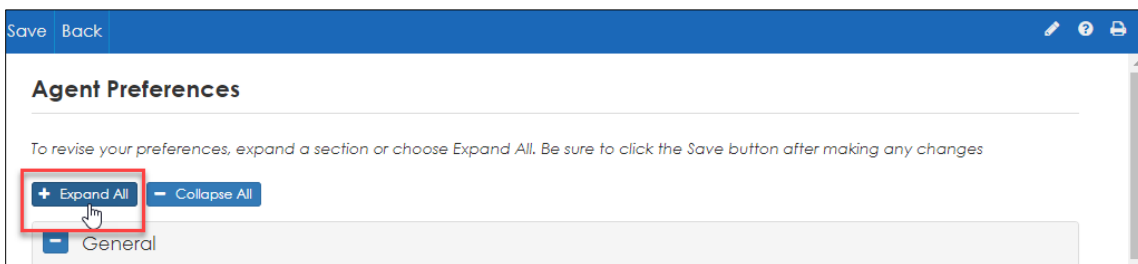 Save Back
Agent Preferences
To revise your preferences, expand a section or choose Expand All. Be sure to click the Save button after making any changes
+ Expand All - Collapse All
- General